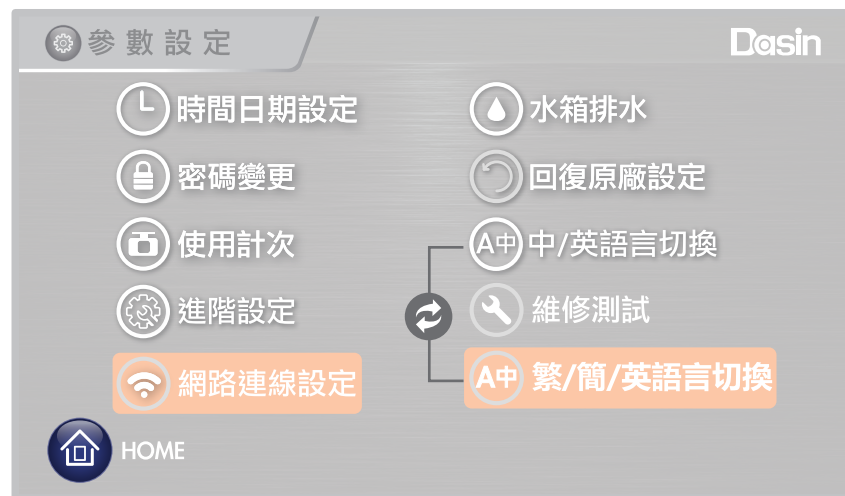 參數設定
Dasin
時間日期設定
水箱排水
密碼變更
回復原廠設定
使用計次
A中 中/英語言切換
進階設定
維修測試
網路連線設定
A中 繁/簡/英語言切換
HOME